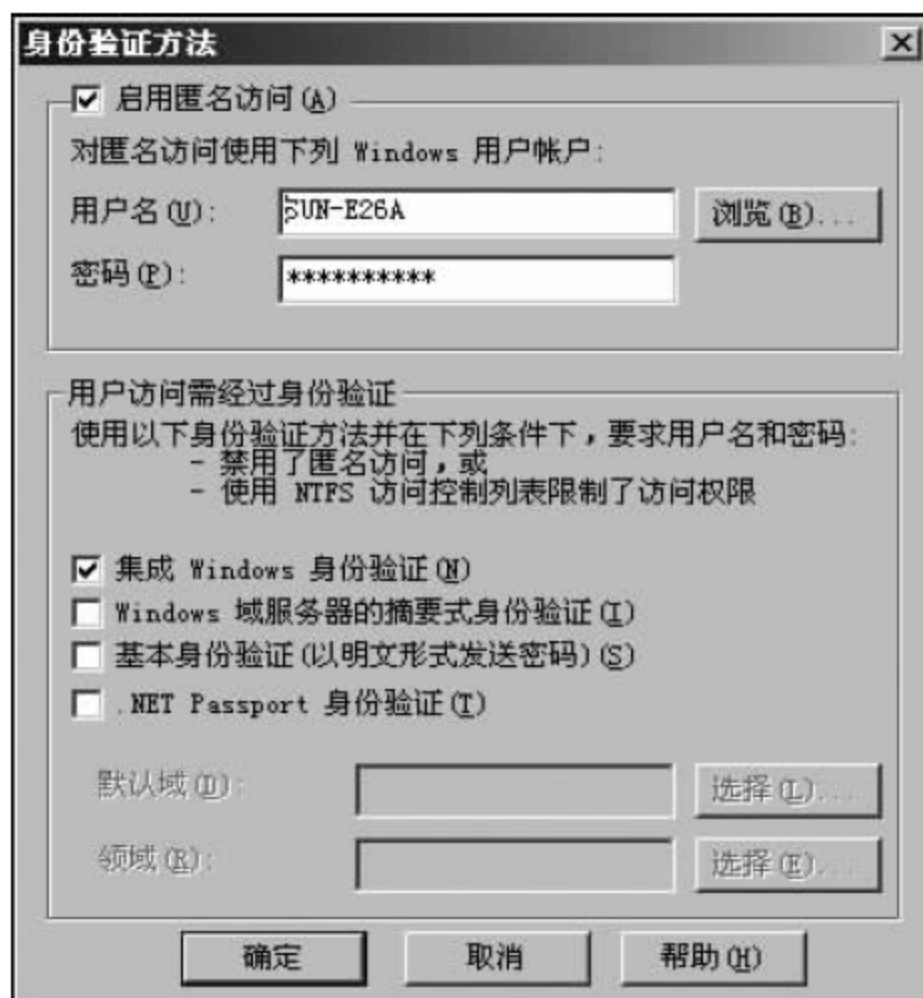 身份验证方法
启用匿名访问(A)
对匿名访问使用下列 Windows 用户帐户:
用户名(U): SUN-E26A 浏览(B)...
密码(P): **********
用户访问需经过身份验证
使用以下身份验证方法并在下列条件下，要求用户名和密码:
- 禁用了匿名访问，或
- 使用 NTFS 访问控制列表限制了访问权限
集成 Windows 身份验证(N)
Windows 域服务器的摘要式身份验证(I)
基本身份验证(以明文形式发送密码)(S)
.NET Passport 身份验证(T)
默认域(D): 选择(L)...
领域(R): 选择(E)...
确定 取消 帮助(H)